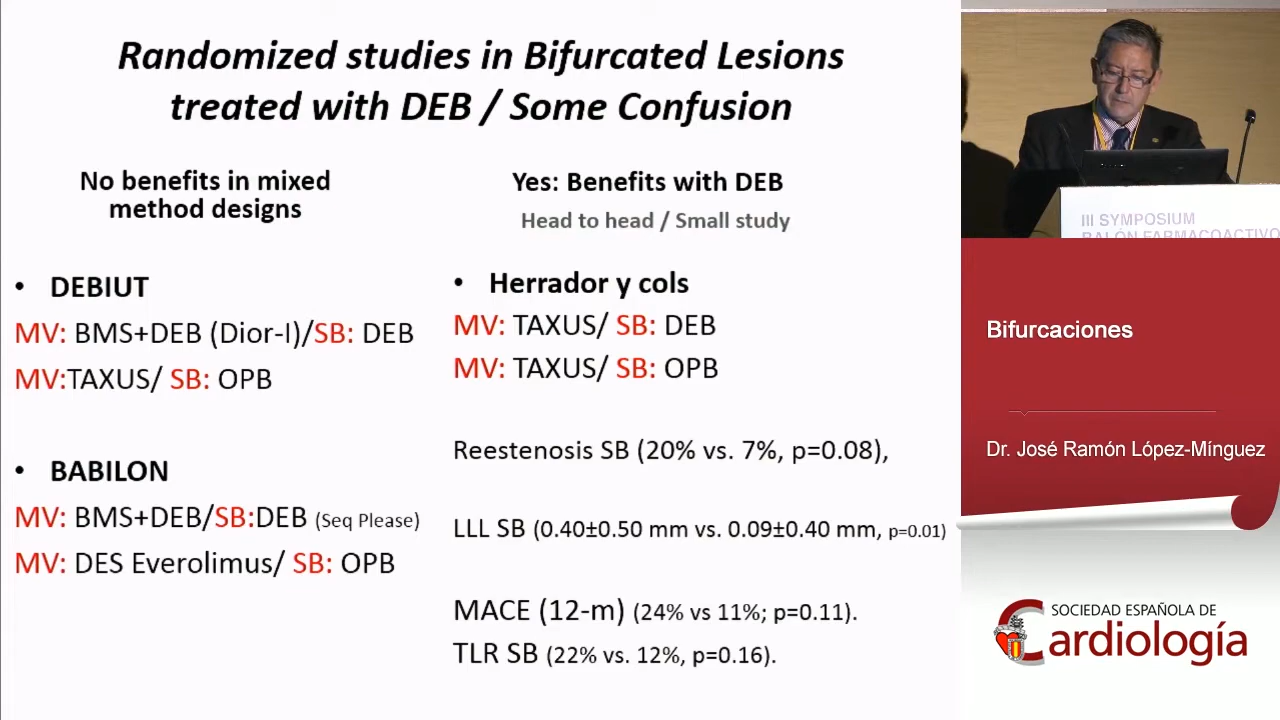 Randomized studies in Bifurcated Lesions
treated with DEB / Some Confusion
No benefits in mixed
method designs
• DEBIUT
MV: BMS+DEB (Dior-I)/SB: DEB
MV:TAXUS/ SB: OPB
• BABILON
MV: BMS+DEB/SB:DEB (Seq Please)
MV: DES Everolimus/ SB: OPB
Yes: Benefits with DEB
Head to head / Small study
• Herrador y cols
MV: TAXUS/ SB: DEB
MV: TAXUS/ SB: OPB
Reestenosis SB (20% vs. 7%, p=0.08),
LLL SB (0.40±0.50 mm vs. 0.09±0.40 mm, p=0.01)
MACE (12-m) (24% vs 11%; p=0.11).
TLR SB (22% vs. 12%, p=0.16).
III SYMPOSIUM
BALÓN FARMACOACTIVO
Bifurcaciones
Dr. José Ramón López-Mínguez
SOCIEDAD ESPAÑOLA DE
Cardiología